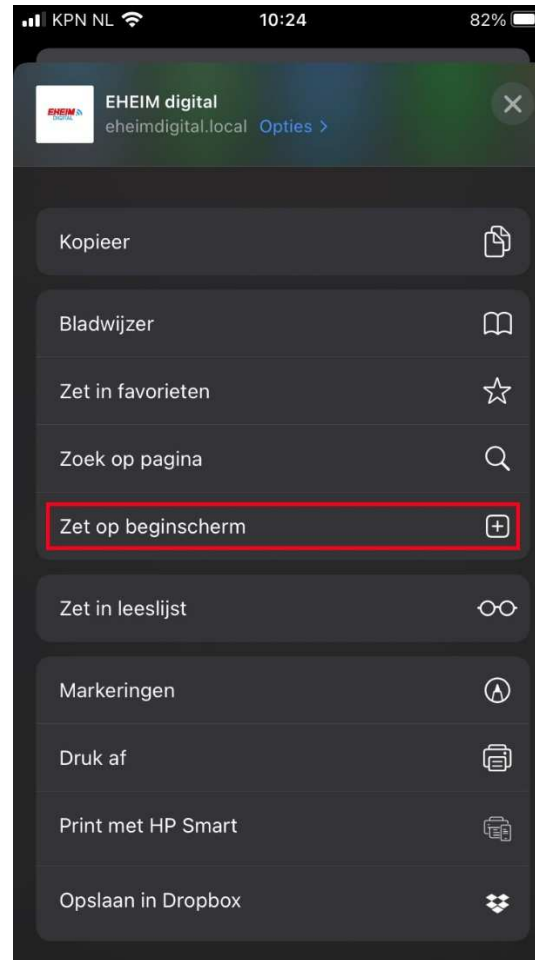 KPN NL 10:24 82%
EHEIM DIGITAL
EHEIM digital
eheimdigital.local Opties >
Kopieer
Bladwijzer
Zet in favorieten
Zoek op pagina
Zet op beginscherm
Zet in leeslijst
Markeringen
Druk af
Print met HP Smart
Opslaan in Dropbox